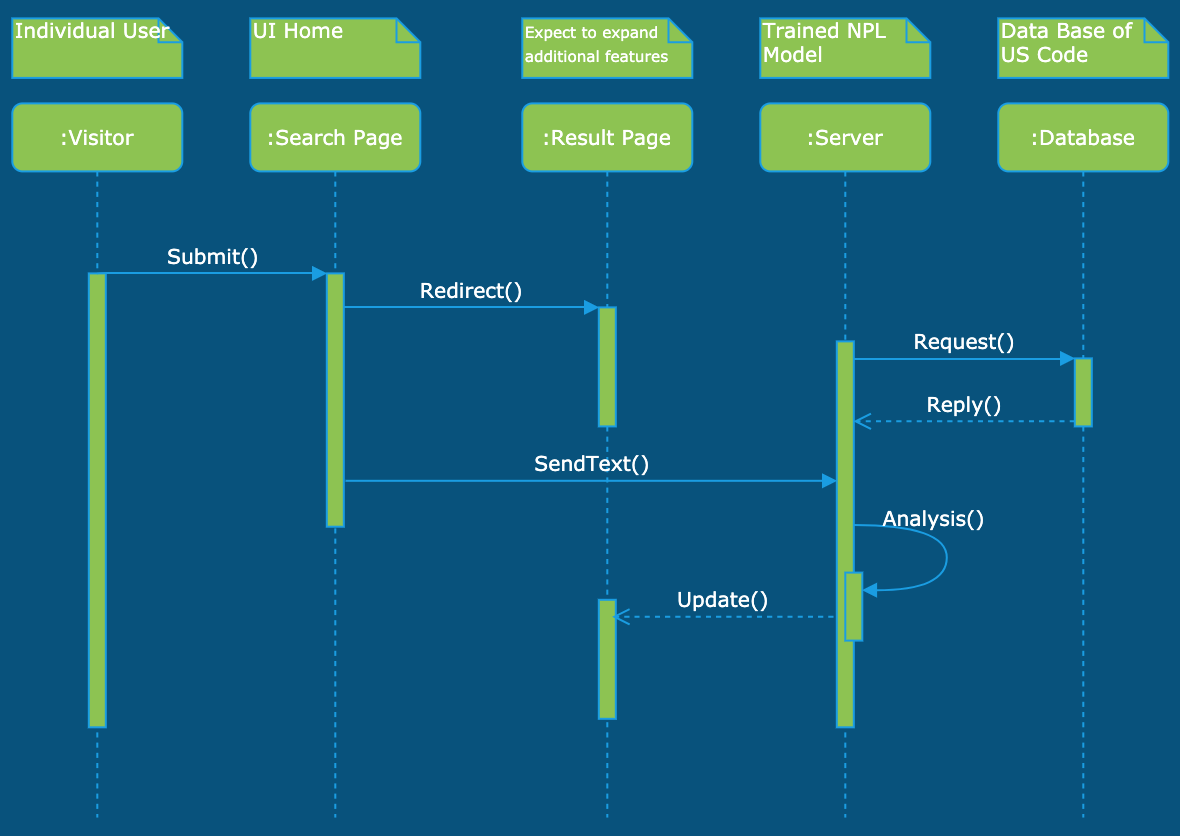 Individual User
UI Home
Expect to expand
additional features
Trained NPL
Model
Data Base of
US Code
:Visitor
:Search Page
:Result Page
:Server
:Database
Submit()
Redirect()
Request()
Reply()
SendText()
Analysis()
Update()